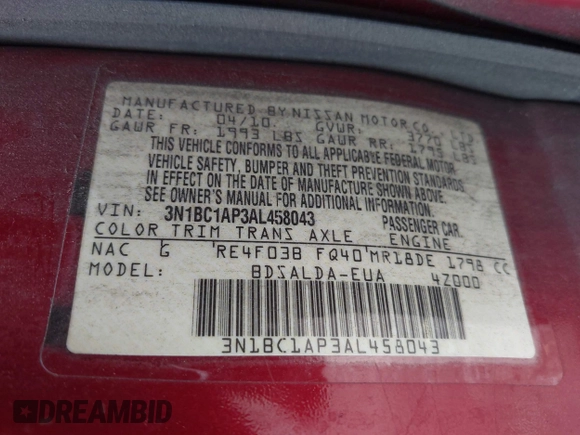 MANUFACTURED BY NISSAN MOTOR CO., LTD
DATE: 04/10 GVWR: 3770 LBS
GAWR FR: 1993 LBS GAWR RR: 1793 LBS
THIS VEHICLE CONFORMS TO ALL APPLICABLE FEDERAL MOTOR
VEHICLE SAFETY, BUMPER AND THEFT PREVENTION STANDARDS
IN EFFECT ON THE DATE OF MANUFACTURE SHOWN ABOVE.
SEE OWNER'S MANUAL FOR ADDITIONAL INFORMATION.
VIN: 3N1BC1AP3AL458043 PASSENGER CAR.
COLOR TRIM TRANS AXLE ENGINE
NAC G RE4F03B FQ40 MR18DE 1798 CC
BDSALDA-EUA 4Z000
3N1BC1AP3AL458043
DREAMBID